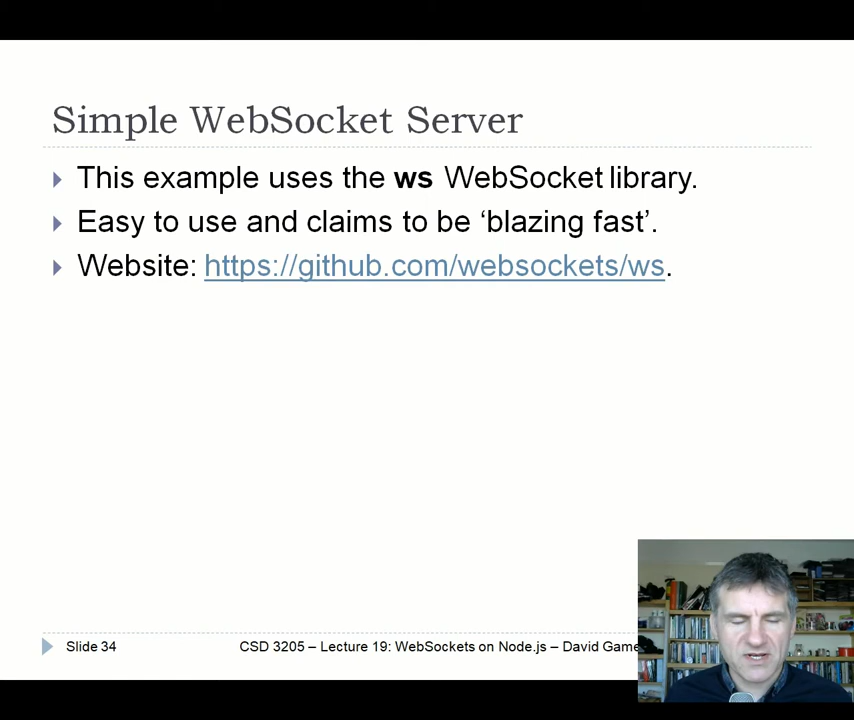 Simple WebSocket Server
This example uses the ws WebSocket library.
Easy to use and claims to be ‘blazing fast’.
Website: https://github.com/websockets/ws.
Slide 34
CSD 3205 – Lecture 19: WebSockets on Node.js – David Game